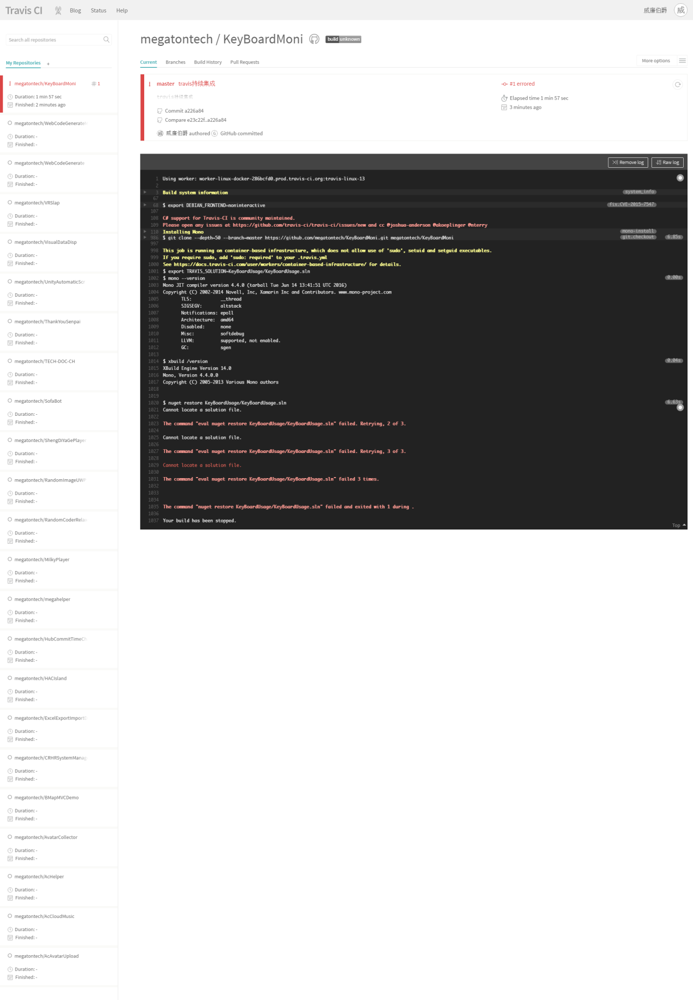 Travis CI
Blog
Status
Help
威廉伯爵
威
Search all repositories
My Repositories +
megatontech/KeyBoardMoni # 1
Duration: 1 min 57 sec
Finished: 2 minutes ago
megatontech/WebCodeGenerate
Duration: -
Finished: -
megatontech/WebCodeGenerate
Duration: -
Finished: -
megatontech/VRSlap
Duration: -
Finished: -
megatontech/VisualDataDisp
Duration: -
Finished: -
megatontech/UnityAutomaticScr
Duration: -
Finished: -
megatontech/ThankYouSenpai
Duration: -
Finished: -
megatontech/TECH-DOC-CH
Duration: -
Finished: -
megatontech/SofaBot
Duration: -
Finished: -
megatontech/ShengDiYaGePlayer
Duration: -
Finished: -
megatontech/RandomImageUWP
Duration: -
Finished: -
megatontech/RandomCoderRelax
Duration: -
Finished: -
megatontech/MilkyPlayer
Duration: -
Finished: -
megatontech/megahelper
Duration: -
Finished: -
megatontech/HubCommitTimeCh
Duration: -
Finished: -
megatontech/HACIsland
Duration: -
Finished: -
megatontech/ExcelExportImportD
Duration: -
Finished: -
megatontech/CRHRSystemManag
Duration: -
Finished: -
megatontech/BMapMVCDemo
Duration: -
Finished: -
megatontech/AvatarCollector
Duration: -
Finished: -
megatontech/AcHelper
Duration: -
Finished: -
megatontech/AcCloudMusic
Duration: -
Finished: -
megatontech/AcAvatarUpload
Duration: -
Finished: -
megatontech / KeyBoardMoni build unknown
Current
Branches
Build History
Pull Requests
More options
master travis持续集成
travis持续集成
Commit a226a84
Compare e23c22f..a226a84
威 威廉伯爵 authored G GitHub committed
#1 errored
Elapsed time 1 min 57 sec
3 minutes ago
Remove log
Raw log
1 Using worker: worker-linux-docker-286bcfd0.prod.travis-ci.org:travis-linux-13
2
3 Build system information system_info
67
68 $ export DEBIAN_FRONTEND=noninteractive fix.CVE-2015-7547
107
108 C# support for Travis-CI is community maintained.
109 Please open any issues at https://github.com/travis-ci/travis-ci/issues/new and cc @joshua-anderson @akoeplinger @nterry
110 Installing Mono mono-install
986 $ git clone --depth=50 --branch=master https://github.com/megatontech/KeyBoardMoni.git megatontech/KeyBoardMoni git.checkout 6.85s
997
998 This job is running on container-based infrastructure, which does not allow use of 'sudo', setuid and setguid executables.
999 If you require sudo, add 'sudo: required' to your .travis.yml
1000 See https://docs.travis-ci.com/user/workers/container-based-infrastructure/ for details.
1001 $ export TRAVIS_SOLUTION=KeyBoardUsage/KeyBoardUsage.sln
1002 $ mono --version 0.00s
1003 Mono JIT compiler version 4.4.0 (tarball Tue Jun 14 13:41:51 UTC 2016)
1004 Copyright (C) 2002-2014 Novell, Inc, Xamarin Inc and Contributors. www.mono-project.com
1005 TLS: __thread
1006 SIGSEGV: altstack
1007 Notifications: epoll
1008 Architecture: amd64
1009 Disabled: none
1010 Misc: softdebug
1011 LLVM: supported, not enabled.
1012 GC: sgen
1013
1014 $ xbuild /version 0.04s
1015 XBuild Engine Version 14.0
1016 Mono, Version 4.4.0.0
1017 Copyright (C) 2005-2013 Various Mono authors
1018
1019
1020 $ nuget restore KeyBoardUsage/KeyBoardUsage.sln 6.63s
1021 Cannot locate a solution file.
1022
1023 The command "eval nuget restore KeyBoardUsage/KeyBoardUsage.sln" failed. Retrying, 2 of 3.
1024
1025 Cannot locate a solution file.
1026
1027 The command "eval nuget restore KeyBoardUsage/KeyBoardUsage.sln" failed. Retrying, 3 of 3.
1028
1029 Cannot locate a solution file.
1030
1031 The command "eval nuget restore KeyBoardUsage/KeyBoardUsage.sln" failed 3 times.
1032
1033
1034
1035 The command "nuget restore KeyBoardUsage/KeyBoardUsage.sln" failed and exited with 1 during .
1036
1037 Your build has been stopped.
Top